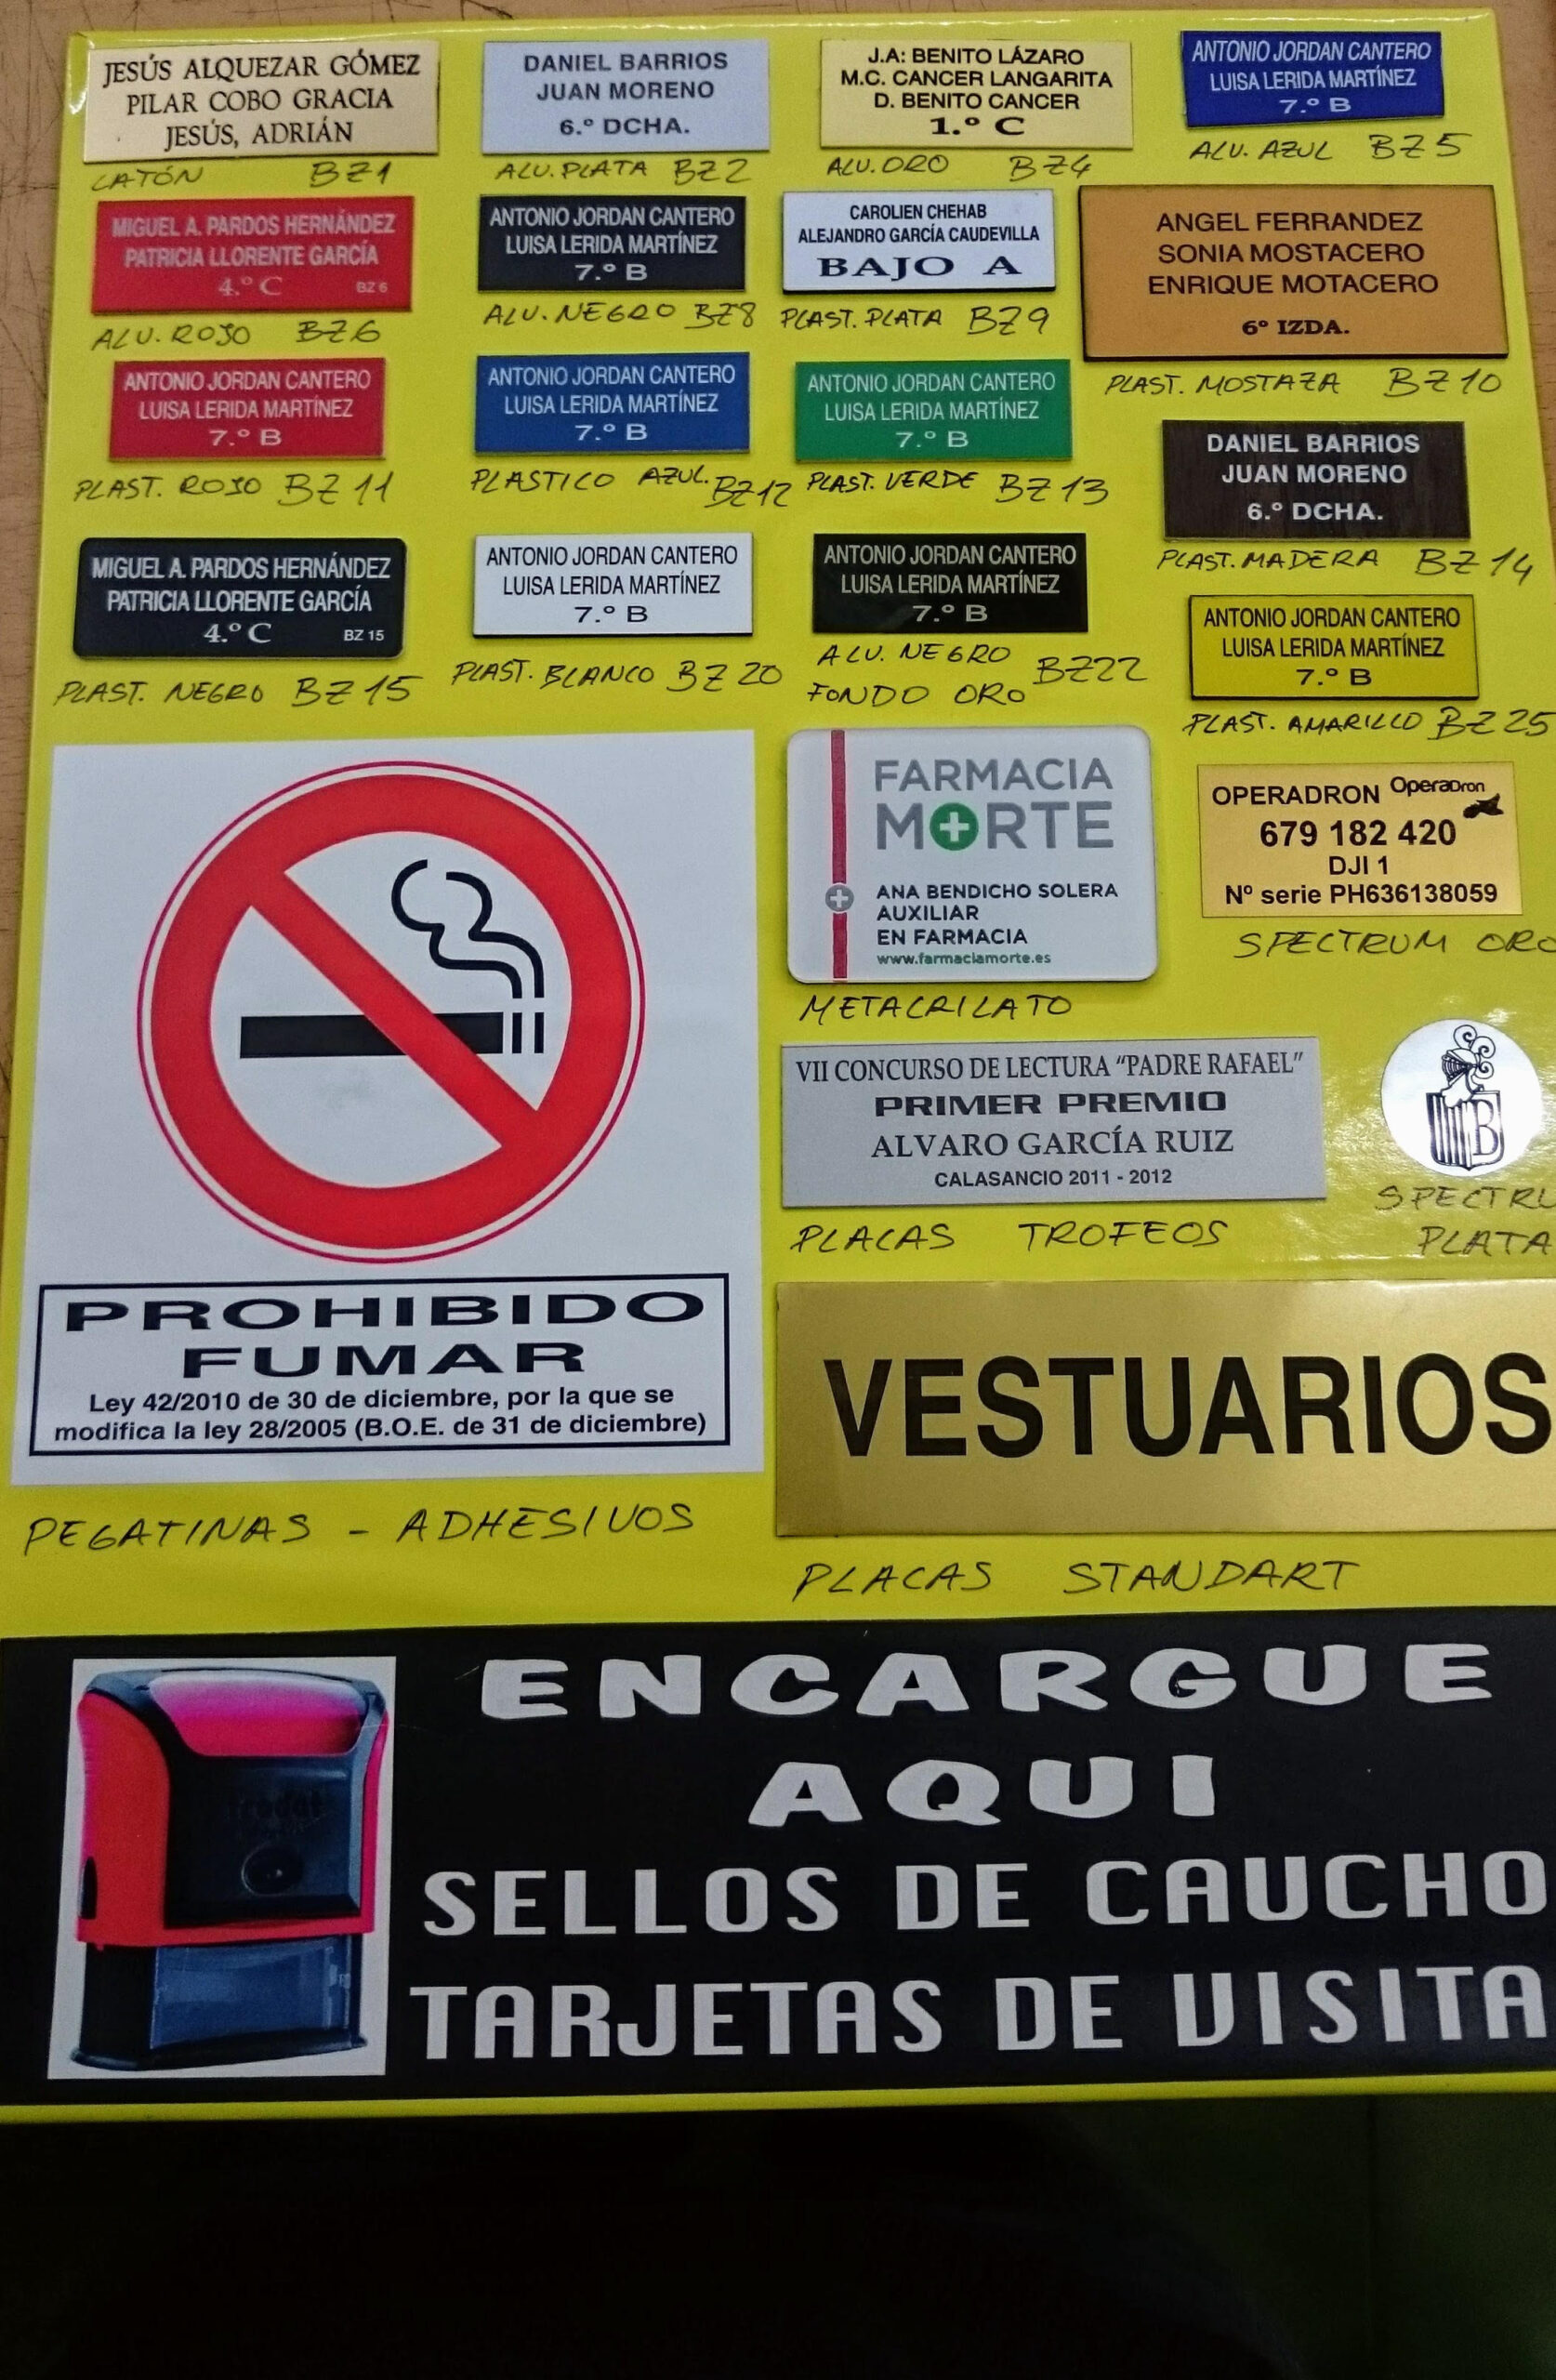 JESÚS ALQUEZAR GÓMEZ
PILAR COBO GRACIA
JESÚS, ADRIÁN
LATÓN BZ1
DANIEL BARRIOS
JUAN MORENO
6.º DCHA.
ALU.PLATA BZ2
J.A: BENITO LÁZARO
M.C. CANCER LANGARITA
D. BENITO CANCER
1.º C
ALU.ORO BZ4
ANTONIO JORDAN CANTERO
LUISA LERIDA MARTÍNEZ
7.º B
ALU. AZUL BZ5
MIGUEL A. PARDOS HERNÁNDEZ
PATRICIA LLORENTE GARCÍA
4.º C BZ 6
ALU. ROJO BZ6
ANTONIO JORDAN CANTERO
LUISA LERIDA MARTÍNEZ
7.º B
ALU. NEGRO BZ8
CAROLIEN CHEHAB
ALEJANDRO GARCÍA CAUDEVILLA
BAJO A
PLAST. PLATA BZ9
ANGEL FERRANDEZ
SONIA MOSTACERO
ENRIQUE MOTACERO
6º IZDA.
PLAST. MOSTAZA BZ10
ANTONIO JORDAN CANTERO
LUISA LERIDA MARTÍNEZ
7.º B
PLAST. ROJO BZ11
ANTONIO JORDAN CANTERO
LUISA LERIDA MARTÍNEZ
7.º B
PLASTICO AZUL. BZ12
ANTONIO JORDAN CANTERO
LUISA LERIDA MARTÍNEZ
7.º B
PLAST. VERDE BZ13
DANIEL BARRIOS
JUAN MORENO
6.º DCHA.
PLAST. MADERA BZ14
MIGUEL A. PARDOS HERNÁNDEZ
PATRICIA LLORENTE GARCÍA
4.º C BZ 15
PLAST. NEGRO BZ15
ANTONIO JORDAN CANTERO
LUISA LERIDA MARTÍNEZ
7.º B
PLAST. BLANCO BZ20
ANTONIO JORDAN CANTERO
LUISA LERIDA MARTÍNEZ
7.º B
ALU. NEGRO
FONDO ORO BZ22
ANTONIO JORDAN CANTERO
LUISA LERIDA MARTÍNEZ
7.º B
PLAST. AMARILLO BZ25
FARMACIA
MORTE
ANA BENDICHO SOLERA
AUXILIAR
EN FARMACIA
www.farmaciamorte.es
METACRILATO
OPERADRON OperaDron
679 182 420
DJI 1
Nº serie PH636138059
SPECTRUM ORO
VII CONCURSO DE LECTURA “PADRE RAFAEL”
PRIMER PREMIO
ALVARO GARCÍA RUIZ
CALASANCIO 2011 - 2012
PLACAS TROFEOS
B
SPECTRU
PLATA
PROHIBIDO
FUMAR
Ley 42/2010 de 30 de diciembre, por la que se
modifica la ley 28/2005 (B.O.E. de 31 de diciembre)
PEGATINAS - ADHESIVOS
VESTUARIOS
PLACAS STANDART
trodat
ENCARGUE
AQUI
SELLOS DE CAUCHO
TARJETAS DE VISITA